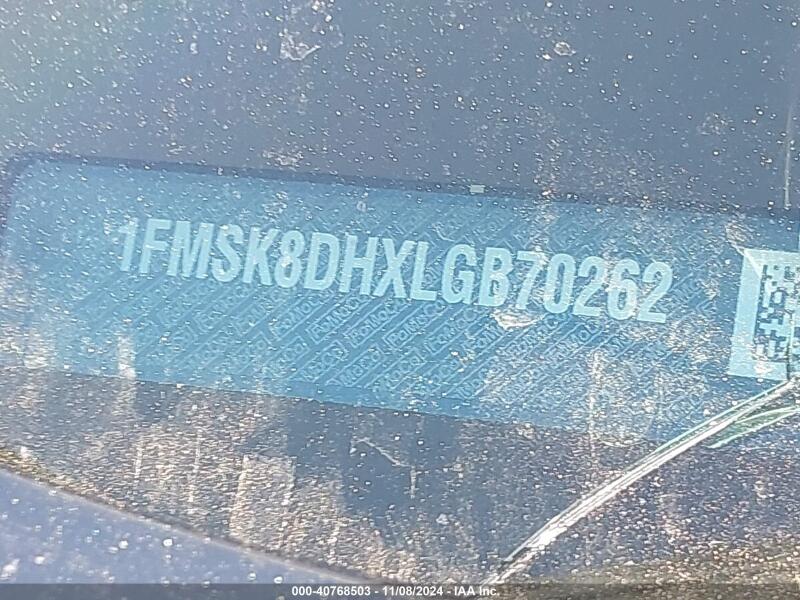 1FMSK8DHXLGB70262
000-40768503 - 11/08/2024 - IAA Inc.